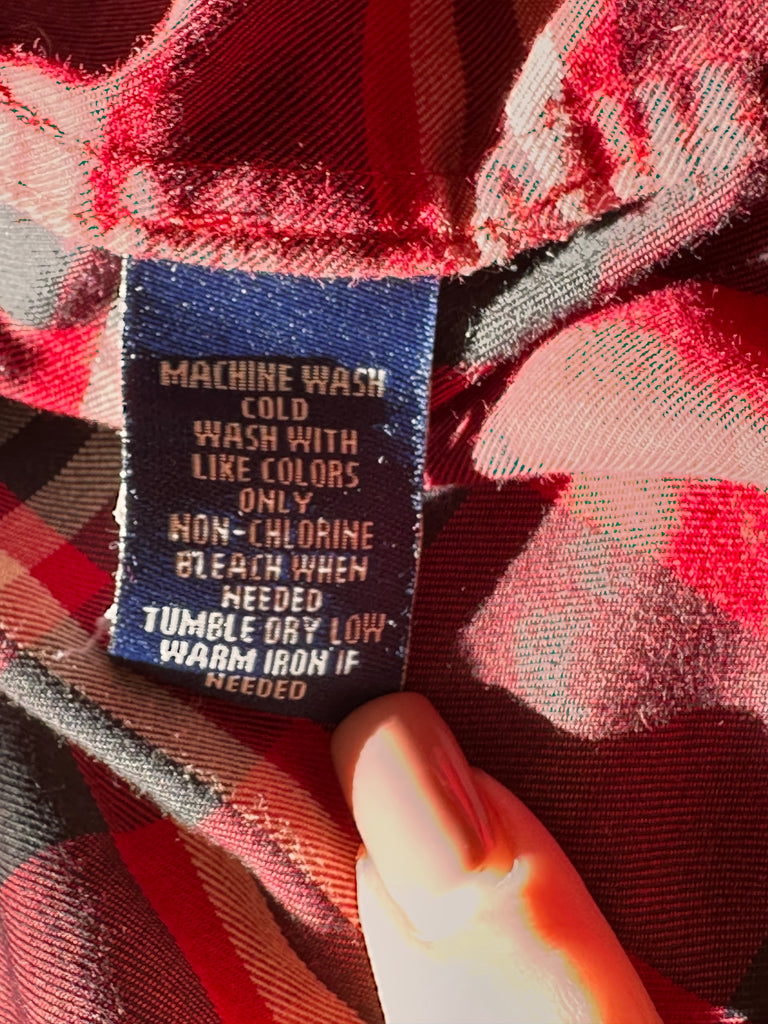 MACHINE WASH
COLD
WASH WITH
LIKE COLORS
ONLY
NON-CHLORINE
BLEACH WHEN
NEEDED
TUMBLE DRY LOW
WARM IRON IF
NEEDED